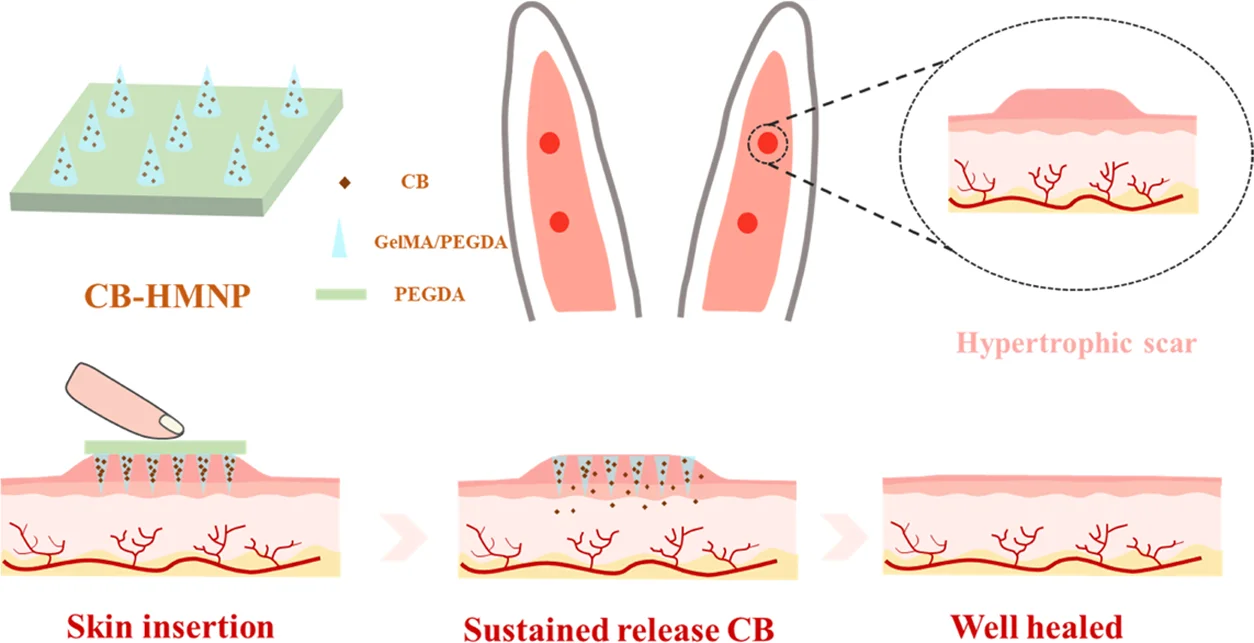 CB
GelMA/PEGDA
PEGDA
CB-HMNP
Hypertrophic scar
Skin insertion
Sustained release CB
Well healed